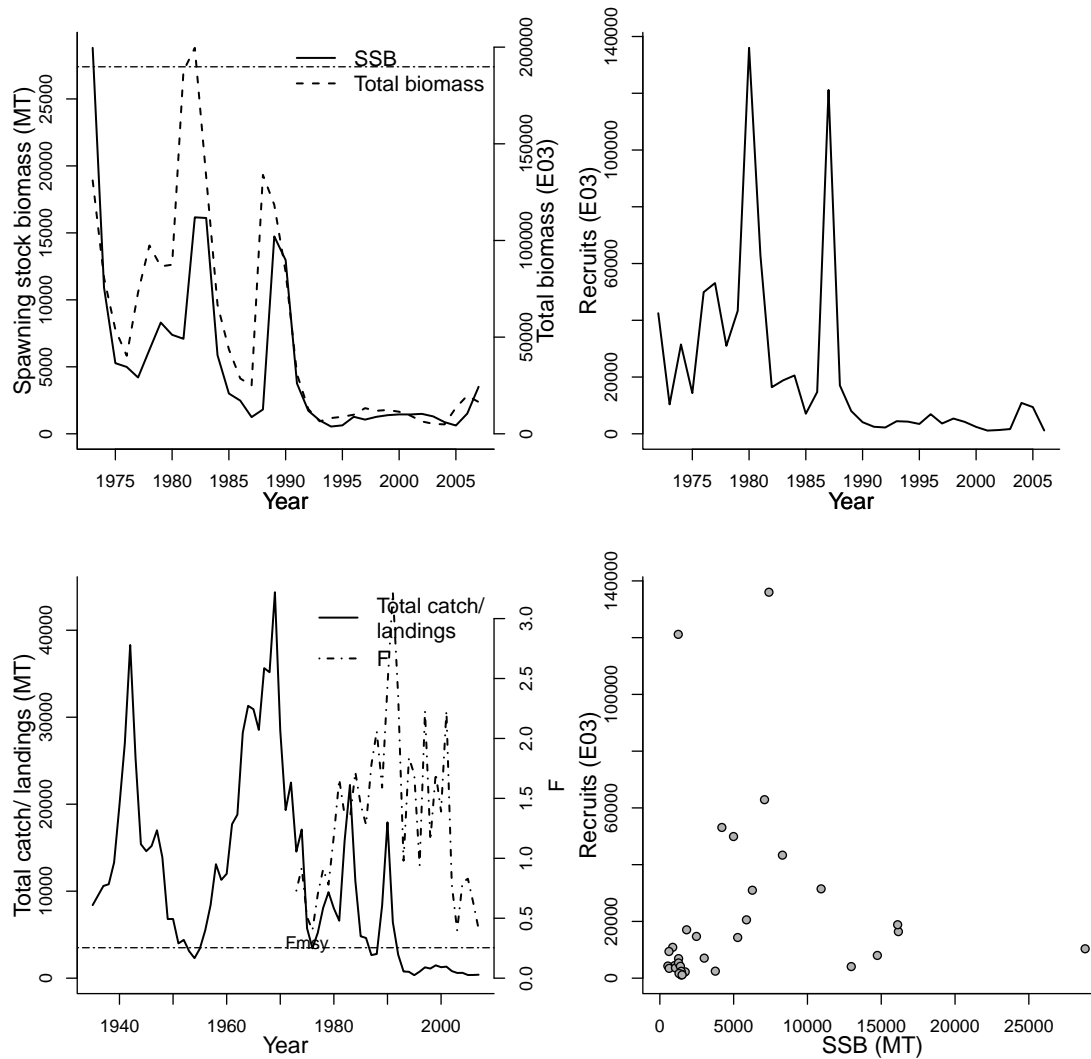 SSB
Total biomass
Spawning stock biomass (MT)
0
5000
10000
15000
20000
25000
Total biomass (E03)
0
50000
100000
150000
200000
1975 1980 1985 1990 1995 2000 2005
Year
Recruits (E03)
0
20000
60000
100000
140000
1975 1980 1985 1990 1995 2000 2005
Year
Total catch/
landings
F
Total catch/ landings (MT)
0
10000
20000
30000
40000
F
0.0
0.5
1.0
1.5
2.0
2.5
3.0
Fmsy
1940 1960 1980 2000
Year
Recruits (E03)
0
20000
60000
100000
140000
0 5000 10000 15000 20000 25000
SSB (MT)